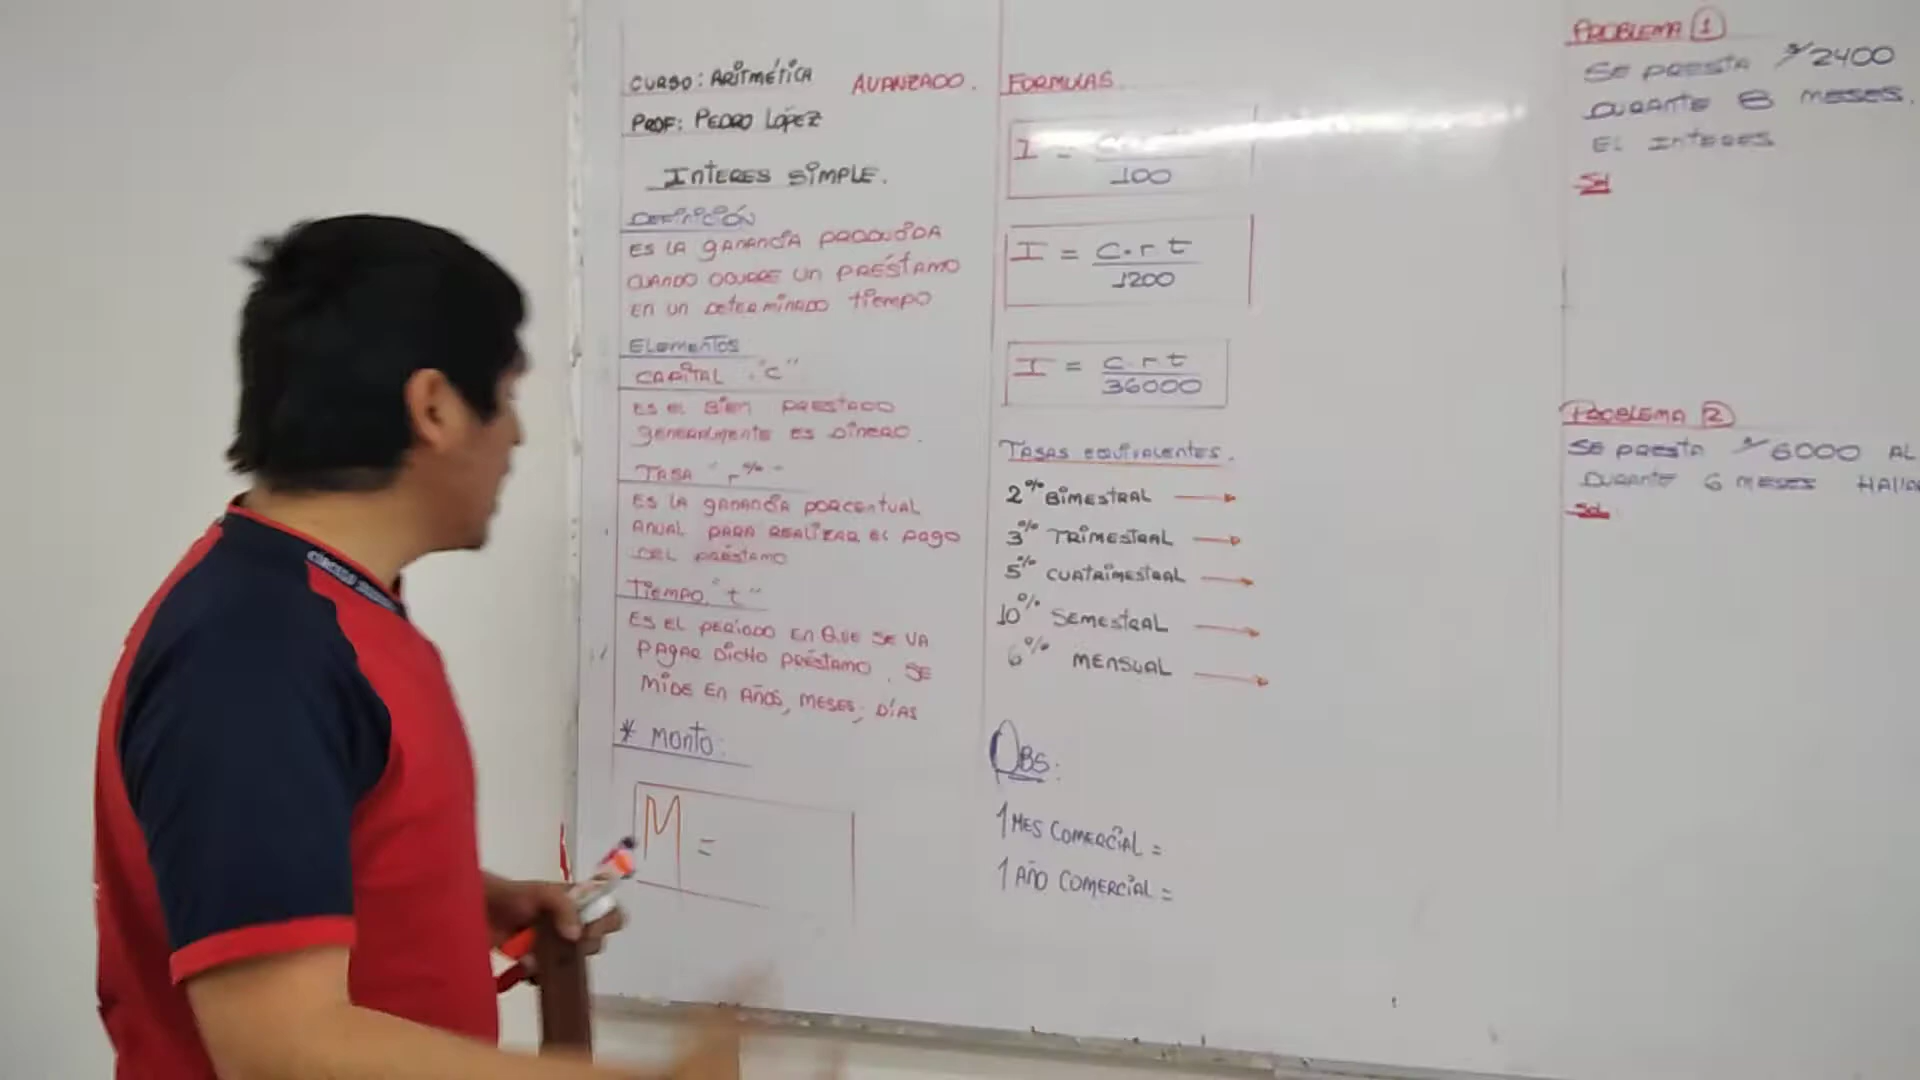 CURSO: ARITMÉTICA AVANZADO.
PROF: PEDRO LÓPEZ
INTERES SIMPLE.
DEFINICIÓN
ES LA GANANCIA PRODUCIDA
CUANDO OCURRE UN PRÉSTAMO
EN UN DETERMINADO TIEMPO
ELEMENTOS
CAPITAL "C"
ES EL BIEN PRESTADO
GENERALMENTE ES DINERO.
TASA "r%"
ES LA GANANCIA PORCENTUAL
ANUAL PARA REALIZAR EL PAGO
DEL PRÉSTAMO
TIEMPO "t"
ES EL PERIODO EN QUE SE VA
PAGAR DICHO PRÉSTAMO. SE
MIDE EN AÑOS, MESES, DÍAS
* MONTO:
M =
FORMULAS.
I = 
100
I = C.r.t
1200
I = C.r.t
36000
TASAS EQUIVALENTES.
2% BIMESTRAL →
3% TRIMESTRAL →
5% CUATRIMESTRAL →
10% SEMESTRAL →
6% MENSUAL →
OBS:
1 MES COMERCIAL =
1 AÑO COMERCIAL =
PROBLEMA 1
SE PRESTA S/2400
DURANTE 8 MESES.
EL INTERES
Sol
PROBLEMA 2
SE PRESTA S/6000 AL
DURANTE 6 MESES
Sol